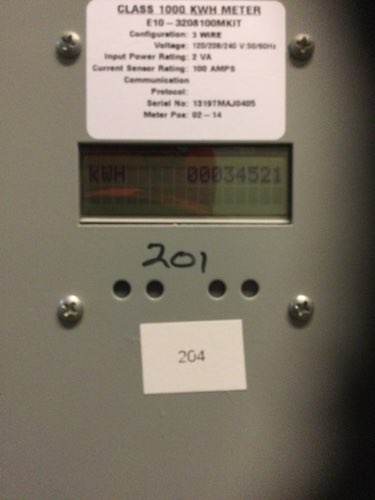 CLASS 1000 KWH METER
E10-3208100MKIT
Configuration: 3 WIRE
Voltage: 120/208/240 V 50/60Hz
Input Power Rating: 2 VA
Current Sensor Rating: 100 AMPS
Communication
Protocol:
Serial No: 1319TMAJ0405
Meter Pos: 02-14
kWH 00034521
201
204